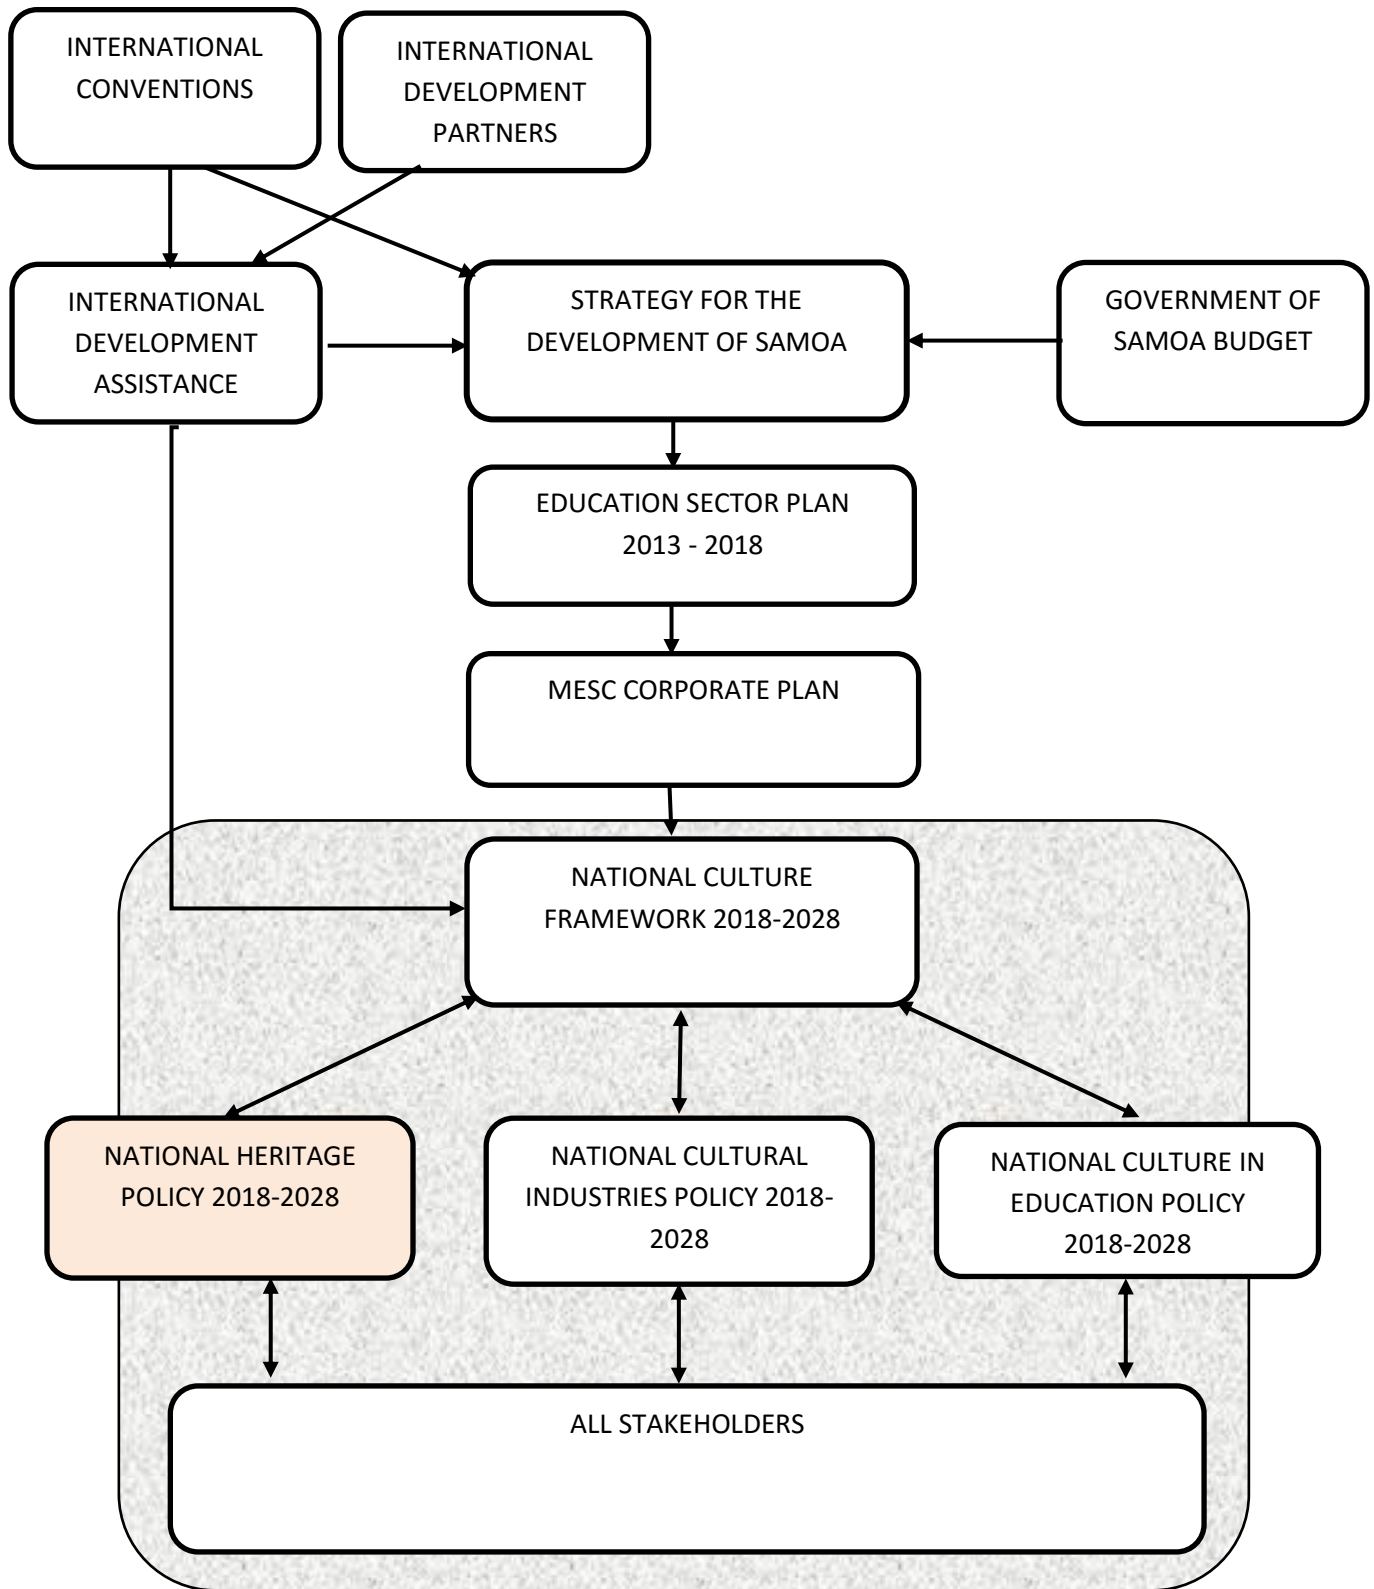 INTERNATIONAL
CONVENTIONS
INTERNATIONAL
DEVELOPMENT
PARTNERS
INTERNATIONAL
DEVELOPMENT
ASSISTANCE
STRATEGY FOR THE
DEVELOPMENT OF SAMOA
GOVERNMENT OF
SAMOA BUDGET
EDUCATION SECTOR PLAN
2013 - 2018
MESC CORPORATE PLAN
NATIONAL CULTURE
FRAMEWORK 2018-2028
NATIONAL HERITAGE
POLICY 2018-2028
NATIONAL CULTURAL
INDUSTRIES POLICY 2018-
2028
NATIONAL CULTURE IN
EDUCATION POLICY
2018-2028
ALL STAKEHOLDERS